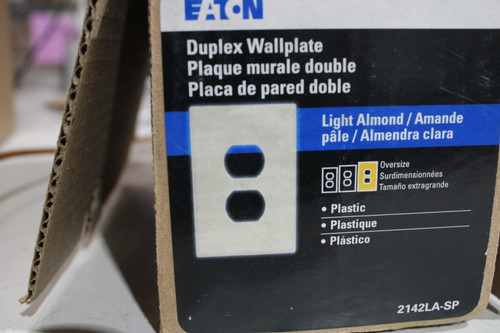 EATON
Duplex Wallplate
Plaque murale double
Placa de pared doble
Light Almond / Amande
pâle / Almendra clara
Oversize
Surdimensionnées
Tamaño extragrande
• Plastic
• Plastique
• Plástico
2142LA-SP